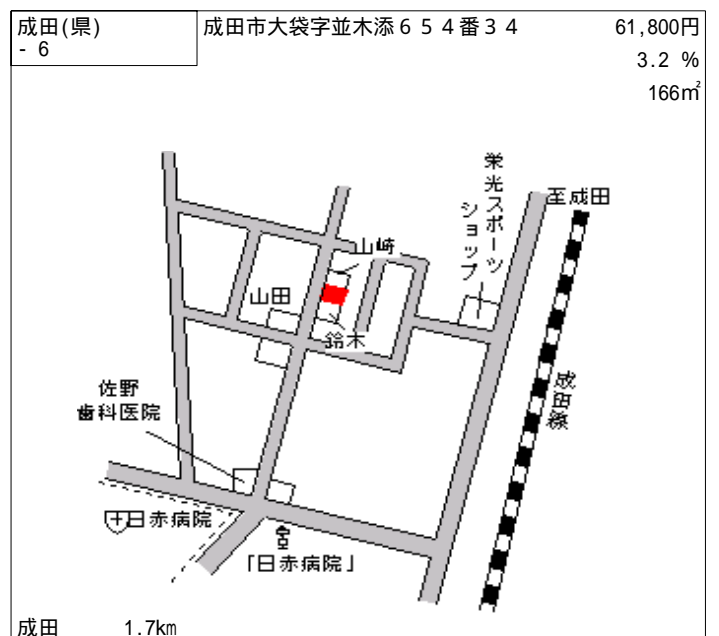 成田(県)
- 6
成田市大袋字並木添６５４番３４
61,800円
3.2 %
166㎡
栄光スポーツ
ショップ
至成田
山崎
山田
鈴木
成田線
佐野
歯科医院
日赤病院
「日赤病院」
成田 1.7km